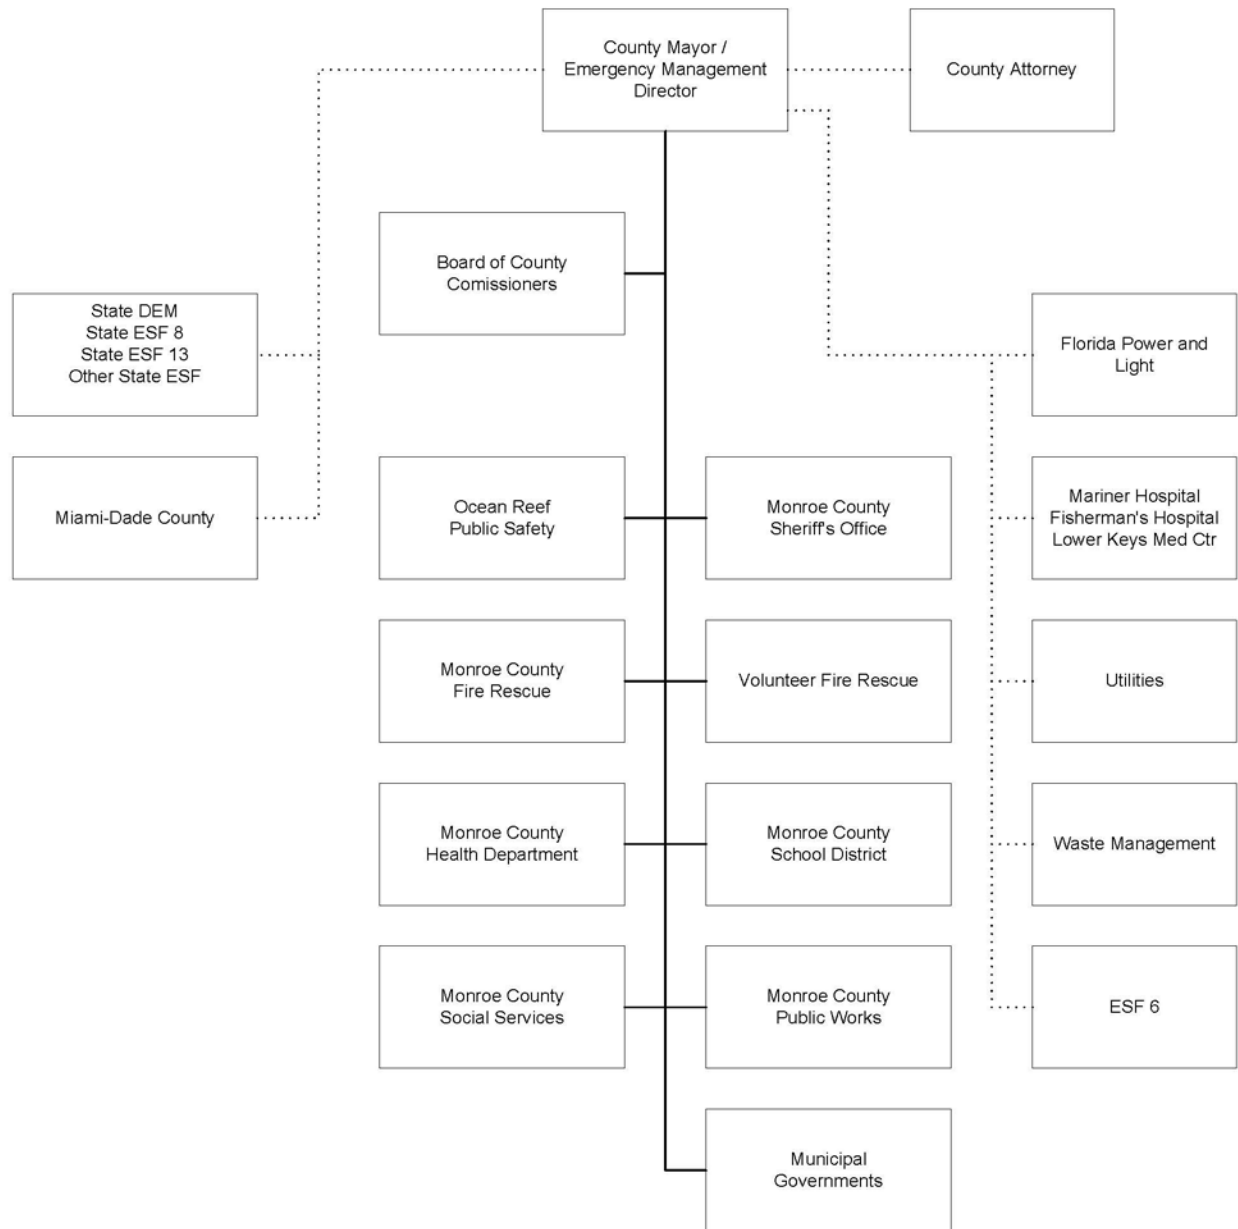 County Mayor /
Emergency Management
Director
County Attorney
Board of County
Comissioners
State DEM
State ESF 8
State ESF 13
Other State ESF
Florida Power and
Light
Miami-Dade County
Ocean Reef
Public Safety
Monroe County
Sheriff's Office
Mariner Hospital
Fisherman's Hospital
Lower Keys Med Ctr
Monroe County
Fire Rescue
Volunteer Fire Rescue
Utilities
Monroe County
Health Department
Monroe County
School District
Waste Management
Monroe County
Social Services
Monroe County
Public Works
ESF 6
Municipal
Governments